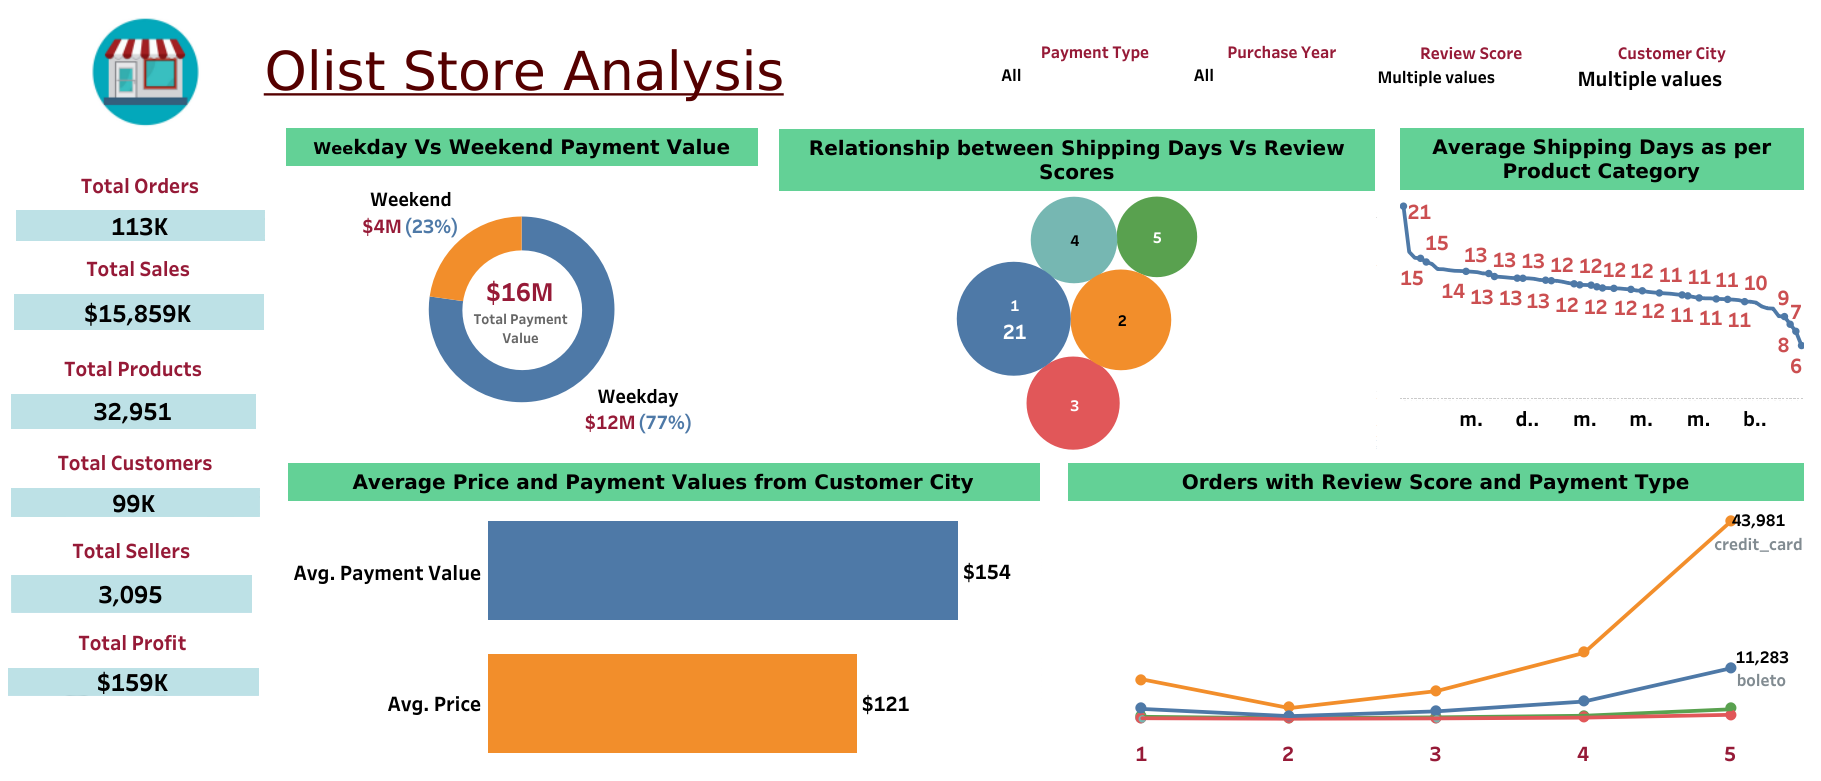 Olist Store Analysis
Payment Type
All
Purchase Year
All
Review Score
Multiple values
Customer City
Multiple values
Total Orders
113K
Total Sales
$15,859K
Total Products
32,951
Total Customers
99K
Total Sellers
3,095
Total Profit
$159K
Weekday Vs Weekend Payment Value
Weekend
$4M (23%)
$16M
Total Payment
Value
Weekday
$12M (77%)
Relationship between Shipping Days Vs Review
Scores
4
5
1
21
2
3
Average Shipping Days as per
Product Category
21
15
13 13 13 12 12 12 12 11 11 11 10
9
7
15
14 13 13 13 12 12 12 12 11 11 11
8
6
m. d.. m. m. m. b..
Average Price and Payment Values from Customer City
Avg. Payment Value
$154
Avg. Price
$121
Orders with Review Score and Payment Type
43,981
credit_card
11,283
boleto
1 2 3 4 5